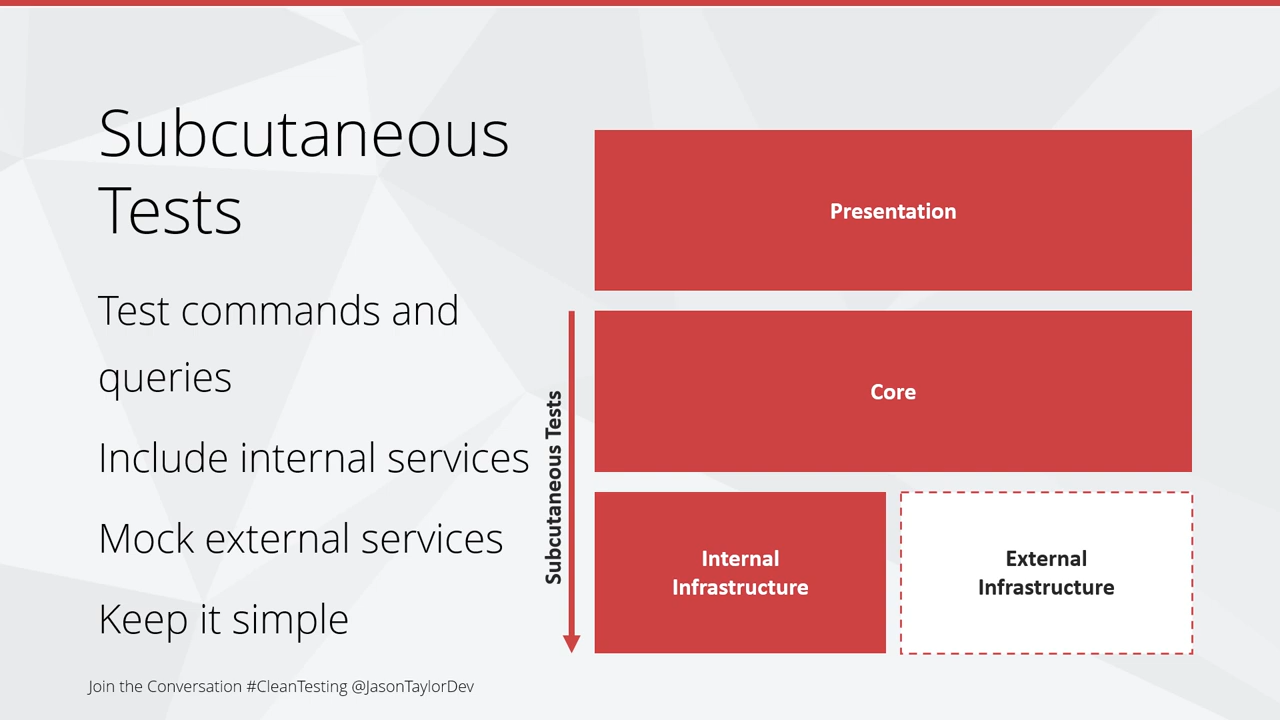 Subcutaneous
Tests
Test commands and
queries
Include internal services
Mock external services
Keep it simple
Join the Conversation #CleanTesting @JasonTaylorDev
Subcutaneous Tests
Presentation
Core
Internal
Infrastructure
External
Infrastructure